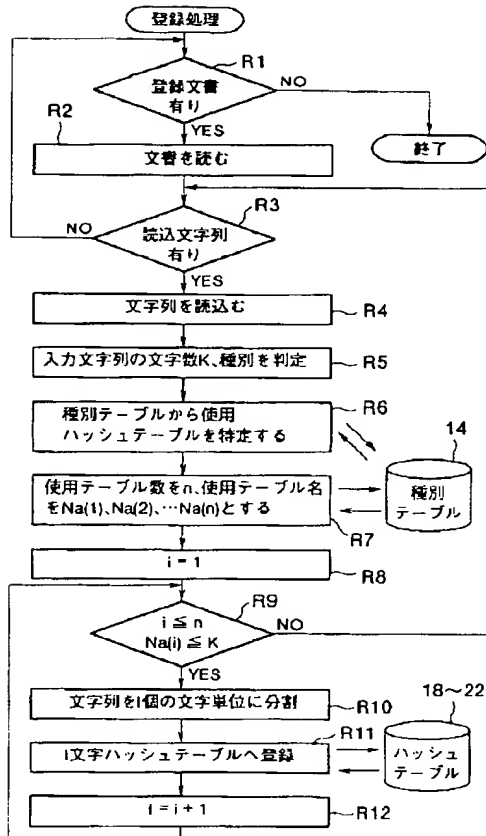 登録処理
R1
登録文書
有り
NO
YES
R2
文書を読む
終了
R3
NO
読込文字列
有り
YES
文字列を読込む
R4
入力文字列の文字数K、種別を判定
R5
種別テーブルから使用
ハッシュテーブルを特定する
R6
14
種別
テーブル
使用テーブル数をn、使用テーブル名
をNa(1)、Na(2)、…Na(n)とする
R7
i = 1
R8
R9
i ≦ n
Na(i) ≦ K
NO
YES
文字列をi個の文字単位に分割
R10
R11
18〜22
i文字ハッシュテーブルへ登録
ハッシュ
テーブル
i = i + 1
R12